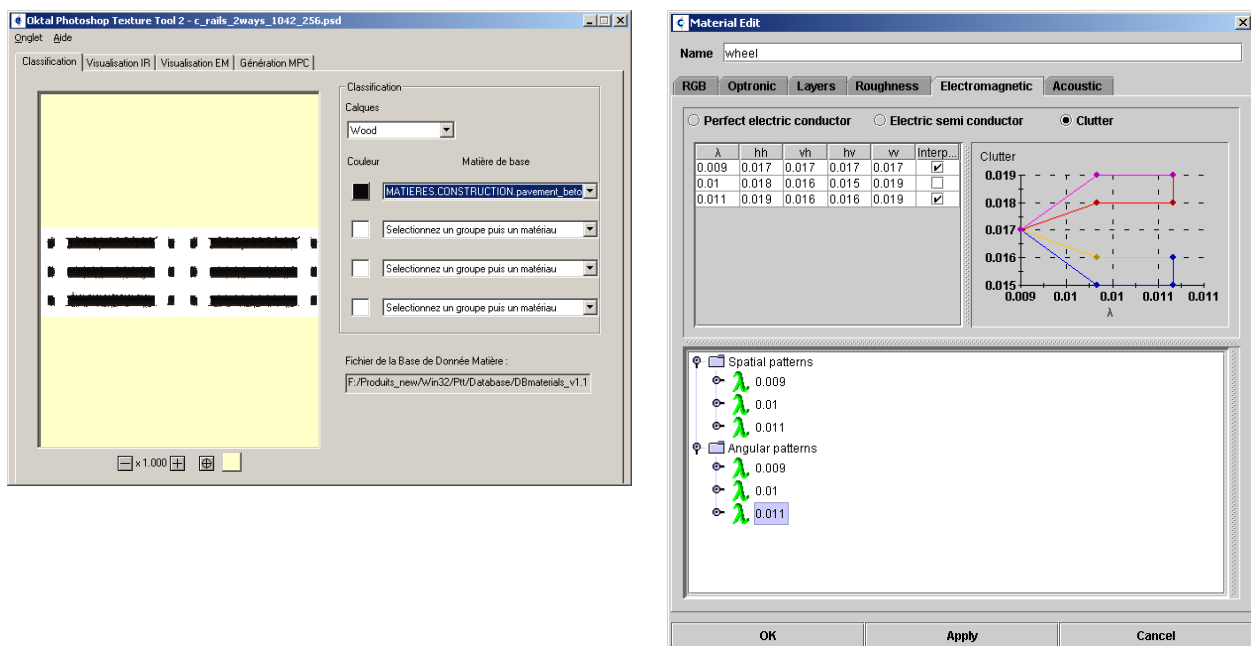 Oktal Photoshop Texture Tool 2 - c_rails_2ways_1042_256.psd
Onglet Aide
Classification Visualisation IR Visualisation EM Génération MPC
Classification
Calques
Wood
Couleur Matière de base
MATIERES.CONSTRUCTION.pavement_beto
Selectionnez un groupe puis un matériau
Selectionnez un groupe puis un matériau
Selectionnez un groupe puis un matériau
Fichier de la Base de Donnée Matière :
F:/Produits_new/Win32/Ptt/Database/DBmaterials_v1.1
x 1.000
Material Edit
Name wheel
RGB Optronic Layers Roughness Electromagnetic Acoustic
Perfect electric conductor Electric semi conductor Clutter
λ hh vh hv vv Interp...
0.009 0.017 0.017 0.017 0.017
0.01 0.018 0.016 0.015 0.019
0.011 0.019 0.016 0.016 0.019
Clutter
0.019
0.018
0.017
0.016
0.015
0.009 0.01 0.01 0.011 0.011
λ
Spatial patterns
λ 0.009
λ 0.01
λ 0.011
Angular patterns
λ 0.009
λ 0.01
λ 0.011
OK Apply Cancel